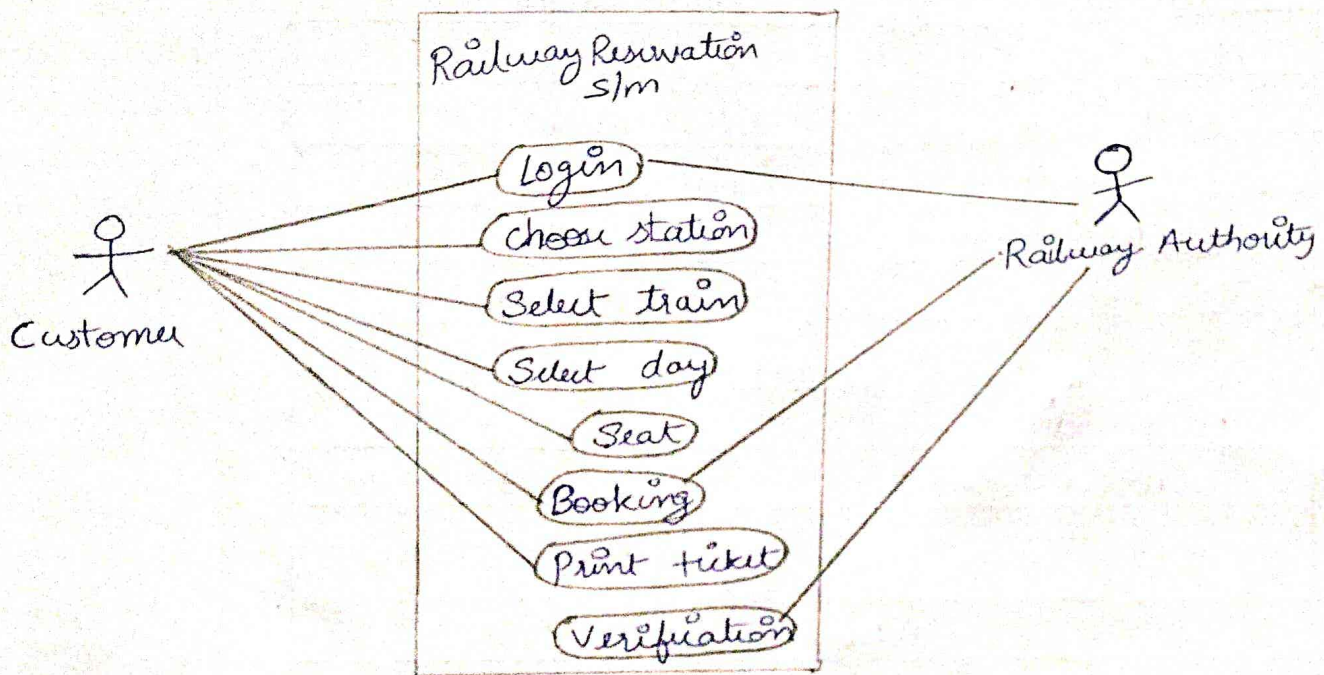 Railway Reservation
s/m
Login
choose station
Select train
Select day
Seat
Booking
Print ticket
Verification
Customer
Railway Authority